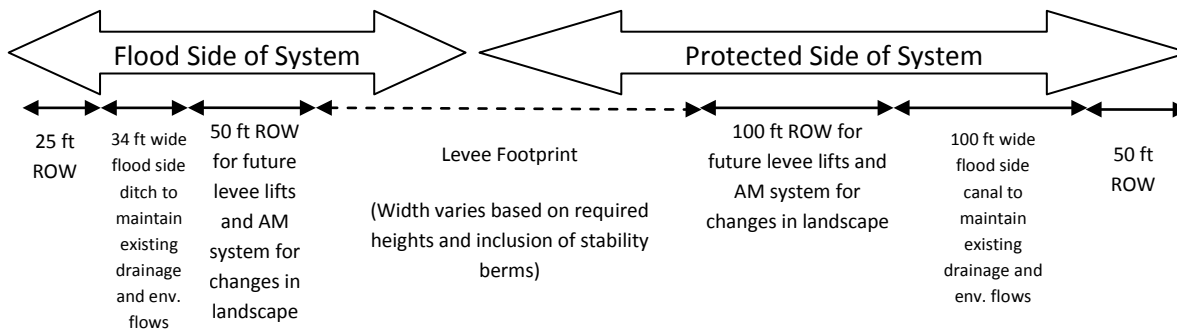 Flood Side of System
Protected Side of System
25 ft
ROW
34 ft wide
flood side
ditch to
maintain
existing
drainage
and env.
flows
50 ft ROW
for future
levee lifts
and AM
system for
changes in
landscape
Levee Footprint
(Width varies based on required
heights and inclusion of stability
berms)
100 ft ROW for
future levee lifts and
AM system for
changes in landscape
100 ft wide
flood side
canal to
maintain
existing
drainage and
env. flows
50 ft
ROW